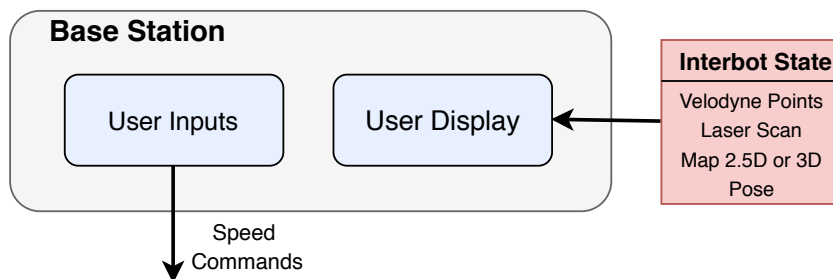 Base Station
User Inputs
User Display
Interbot State
Velodyne Points
Laser Scan
Map 2.5D or 3D
Pose
Speed
Commands